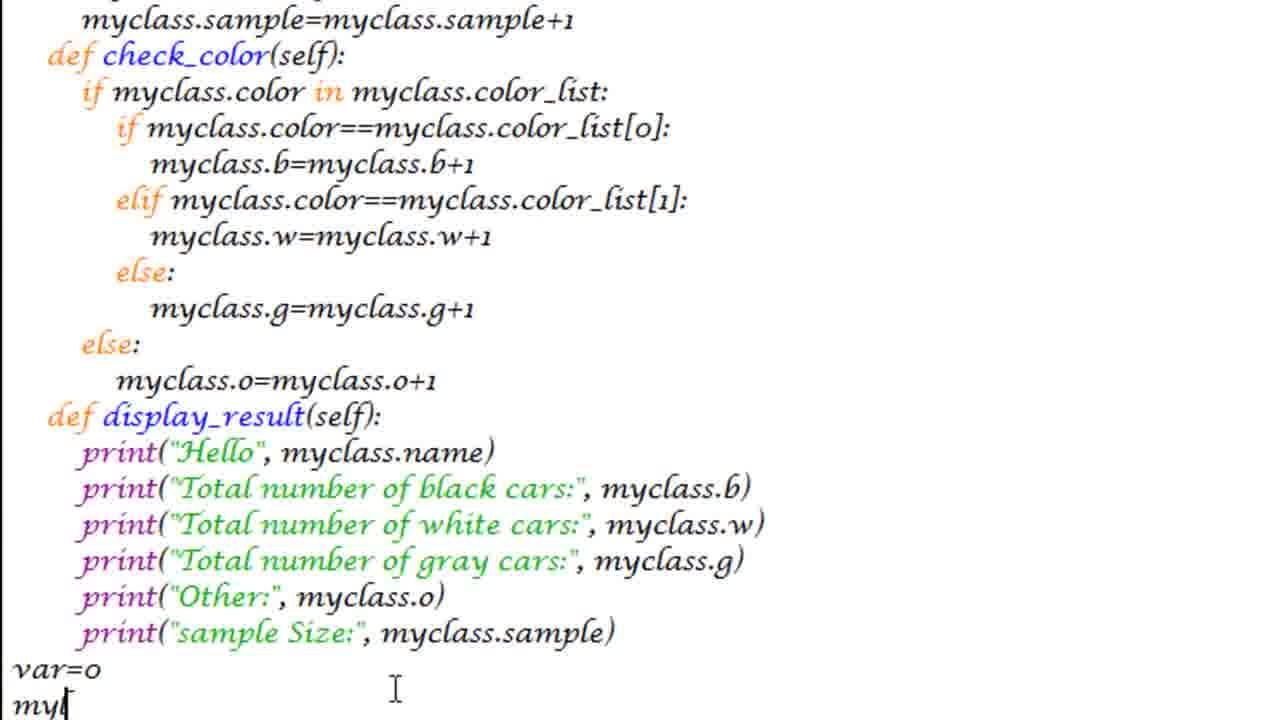 myclass.sample=myclass.sample+1
def check_color(self):
if myclass.color in myclass.color_list:
if myclass.color==myclass.color_list[0]:
myclass.b=myclass.b+1
elif myclass.color==myclass.color_list[1]:
myclass.w=myclass.w+1
else:
myclass.g=myclass.g+1
else:
myclass.o=myclass.o+1
def display_result(self):
print("Hello", myclass.name)
print("Total number of black cars:", myclass.b)
print("Total number of white cars:", myclass.w)
print("Total number of gray cars:", myclass.g)
print("Other:", myclass.o)
print("sample Size:", myclass.sample)
var=0
myl